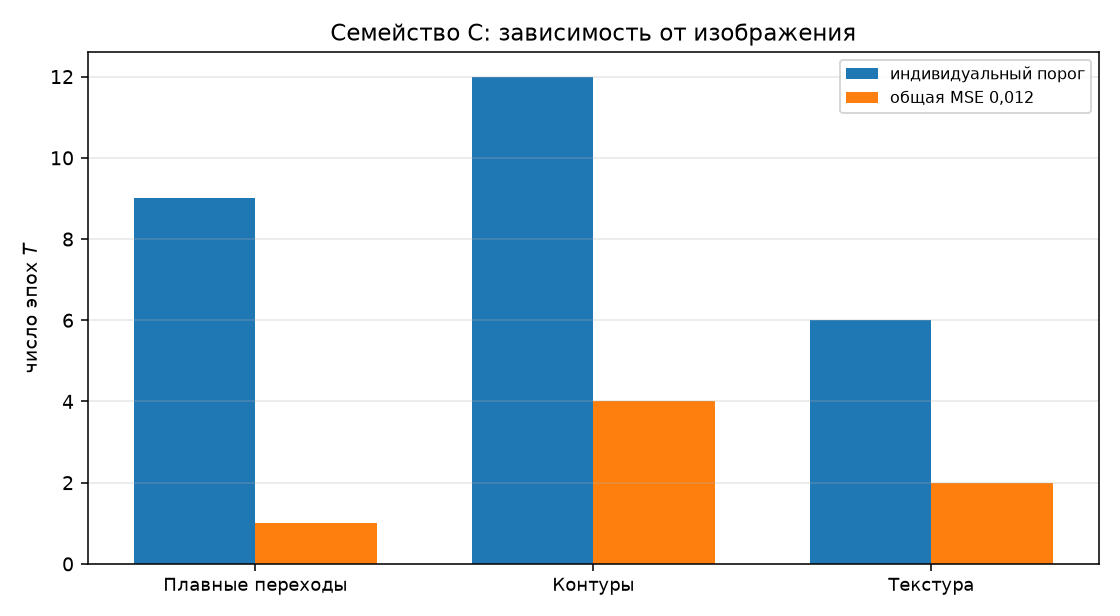 Семейство C: зависимость от изображения
индивидуальный порог
общая MSE 0,012
число эпох T
12
10
8
6
4
2
0
Плавные переходы
Контуры
Текстура